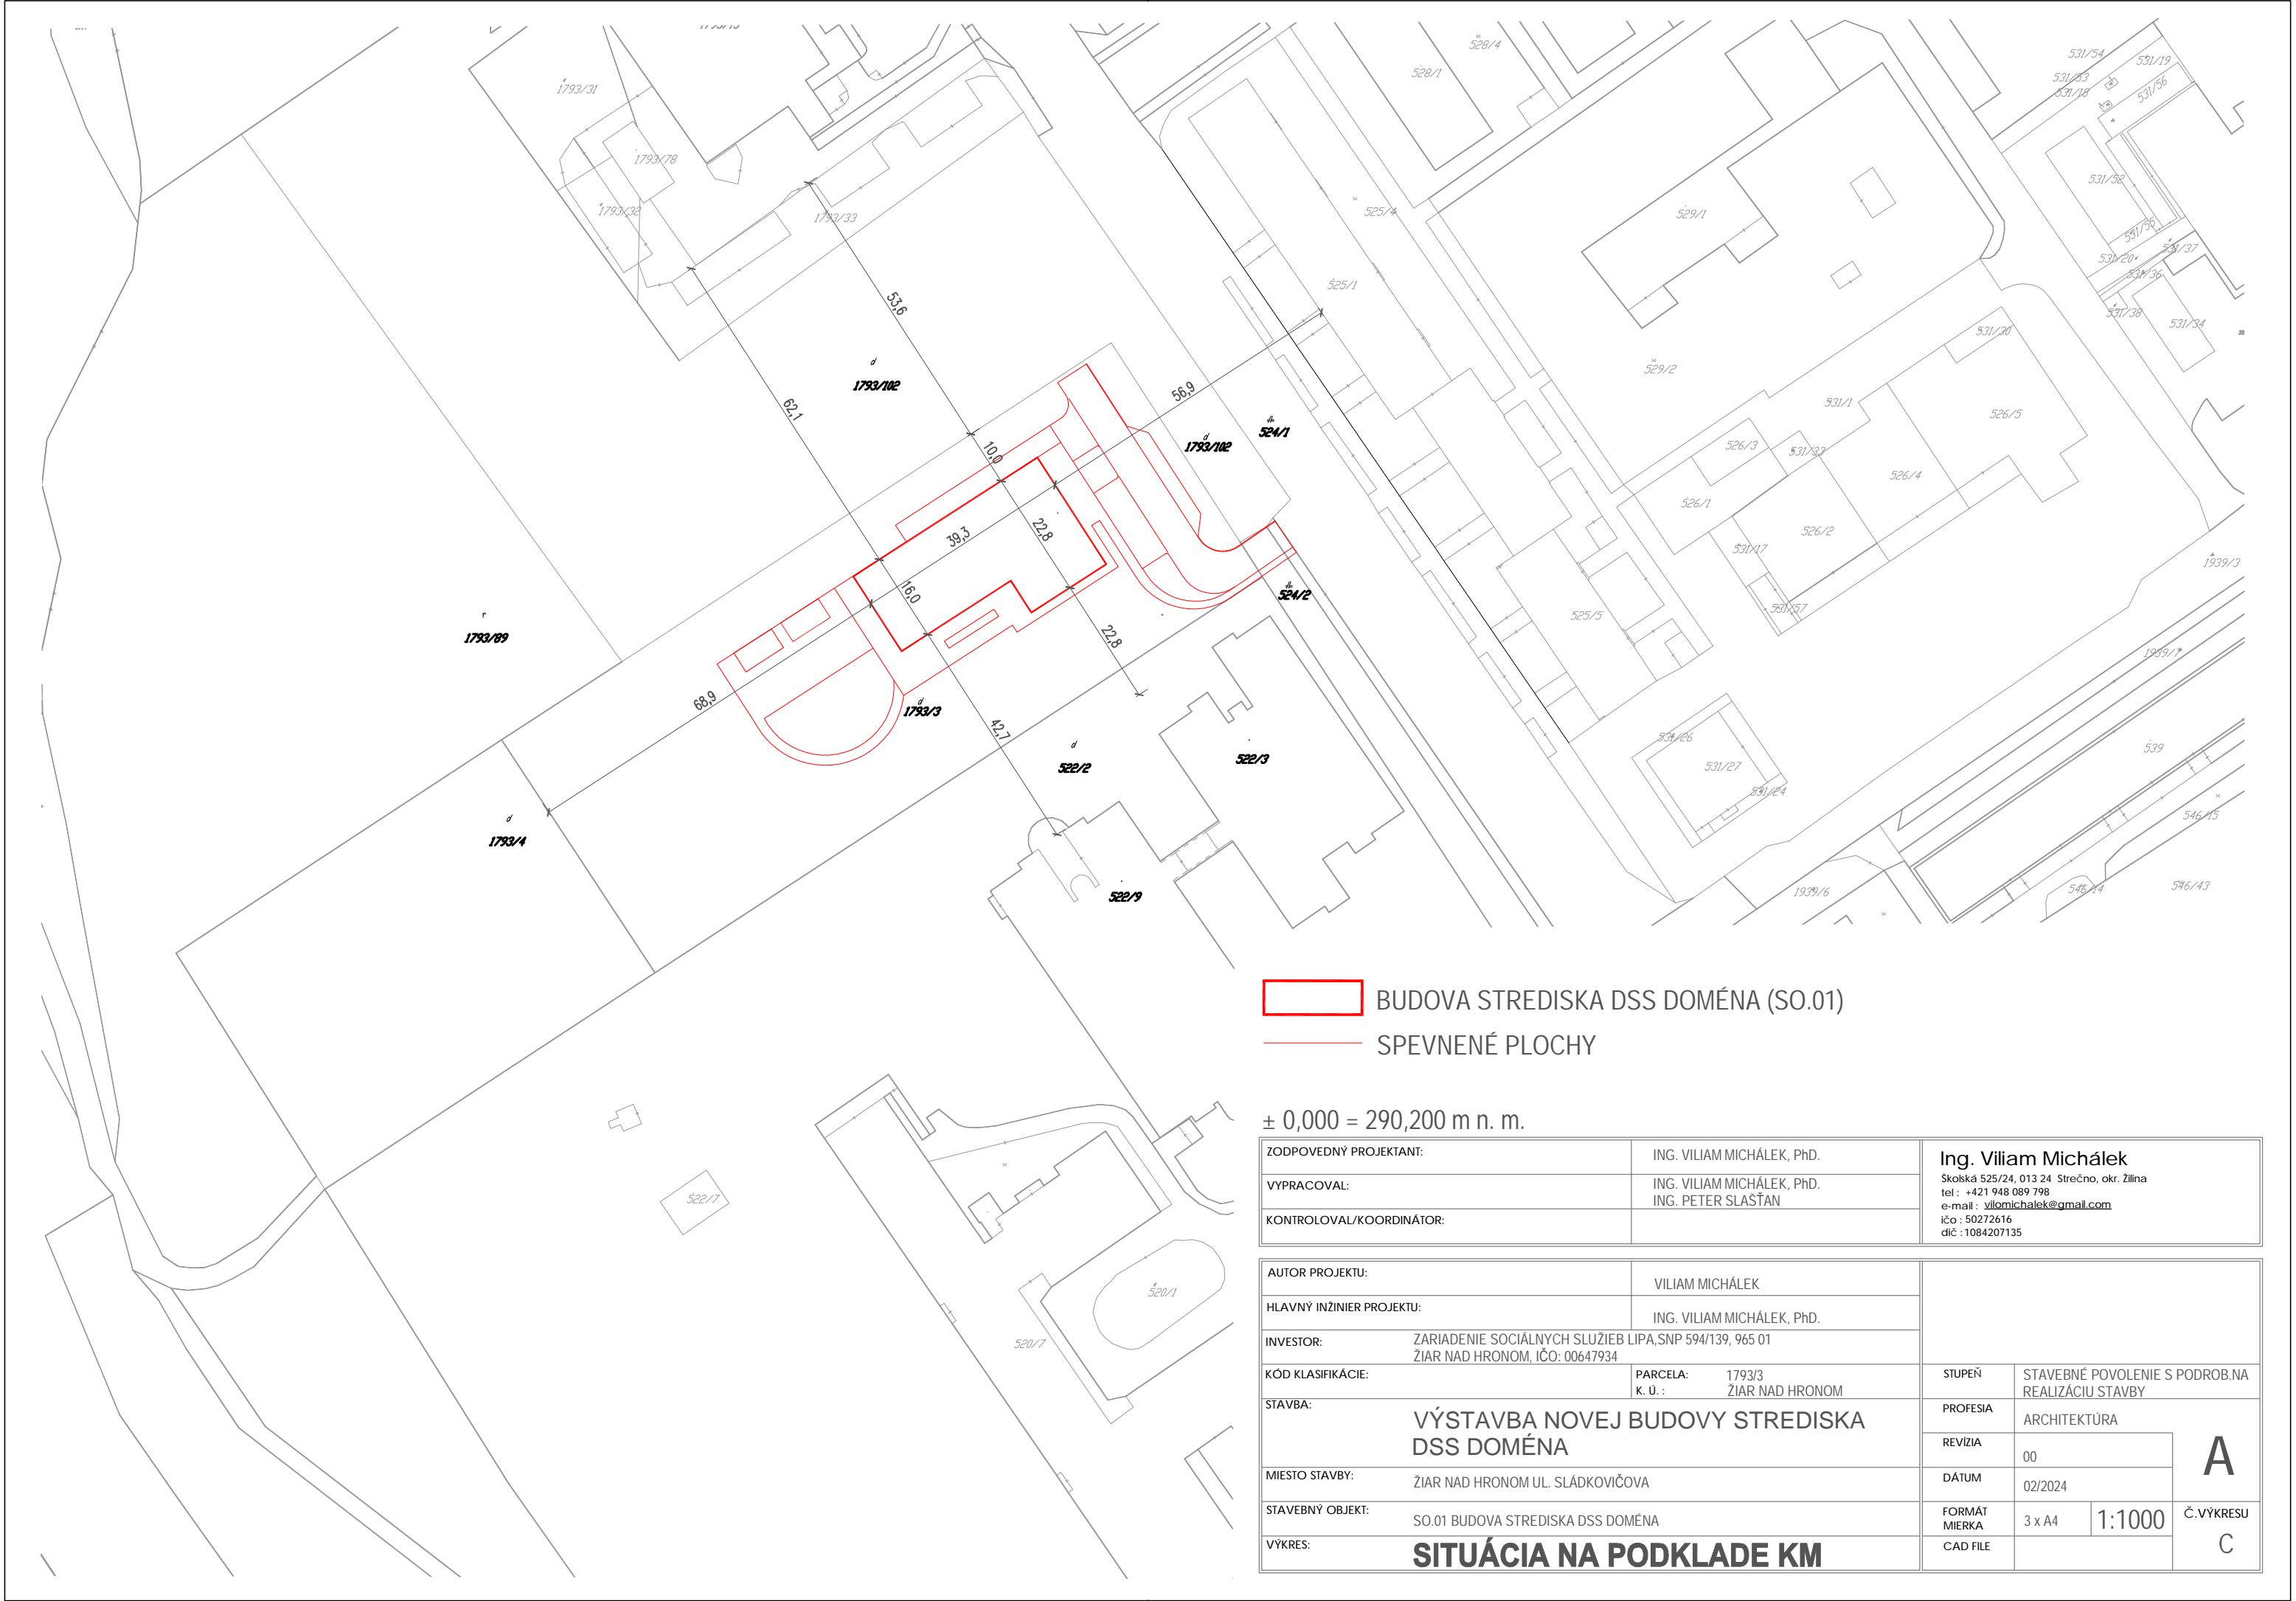 1793/31
1793/78
1793/32
1793/33
528/4
528/1
531/54
531/19
531/53
531/18
531/56
525/4
529/1
531/52
531/55
531/37
531/20
531/36
531/38
531/34
525/1
53,6
62,1
1793/102
56,9
529/2
531/30
531/1
526/5
1793/102
524/1
10,0
526/3
531/33
526/4
526/1
526/2
531/17
39,3
22,8
16,0
1939/3
524/2
531/57
525/5
1793/89
22,8
1939/7
68,9
1793/3
42,7
522/2
522/3
531/26
531/27
531/24
539
546/15
1793/4
522/9
1939/6
546/14
546/43
522/7
520/1
520/7
BUDOVA STREDISKA DSS DOMÉNA (SO.01)
SPEVNENÉ PLOCHY
± 0,000 = 290,200 m n. m.
ZODPOVEDNÝ PROJEKTANT: ING. VILIAM MICHÁLEK, PhD.
VYPRACOVAL: ING. VILIAM MICHÁLEK, PhD.
ING. PETER SLAŠŤAN
KONTROLOVAL/KOORDINÁTOR:
Ing. Viliam Michálek
Školská 525/24, 013 24 Strečno, okr. Žilina
tel : +421 948 089 798
e-mail : vilomichalek@gmail.com
ičo : 50272616
dič : 1084207135
AUTOR PROJEKTU: VILIAM MICHÁLEK
HLAVNÝ INŽINIER PROJEKTU: ING. VILIAM MICHÁLEK, PhD.
INVESTOR: ZARIADENIE SOCIÁLNYCH SLUŽIEB LIPA,SNP 594/139, 965 01
ŽIAR NAD HRONOM, IČO: 00647934
KÓD KLASIFIKÁCIE: PARCELA: 1793/3
K. Ú. : ŽIAR NAD HRONOM
STAVBA: VÝSTAVBA NOVEJ BUDOVY STREDISKA
DSS DOMÉNA
MIESTO STAVBY: ŽIAR NAD HRONOM UL. SLÁDKOVIČOVA
STAVEBNÝ OBJEKT: SO.01 BUDOVA STREDISKA DSS DOMÉNA
VÝKRES: SITUÁCIA NA PODKLADE KM
STUPEŇ STAVEBNÉ POVOLENIE S PODROB.NA
REALIZÁCIU STAVBY
PROFESIA ARCHITEKTÚRA
REVÍZIA 00
DÁTUM 02/2024
A
FORMÁT
MIERKA 3 x A4 1:1000
Č.VÝKRESU
C
CAD FILE